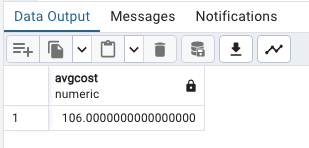 Data Output Messages Notifications
avgcost
numeric
1 106.0000000000000000